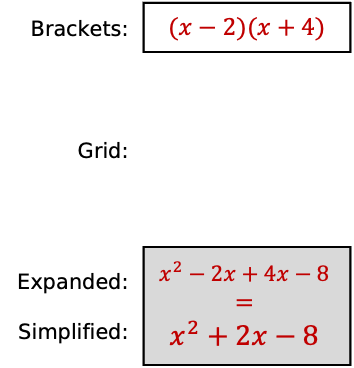 Brackets: (x − 2)(x + 4)
Grid:
Expanded: x² − 2x + 4x − 8
=
Simplified: x² + 2x − 8